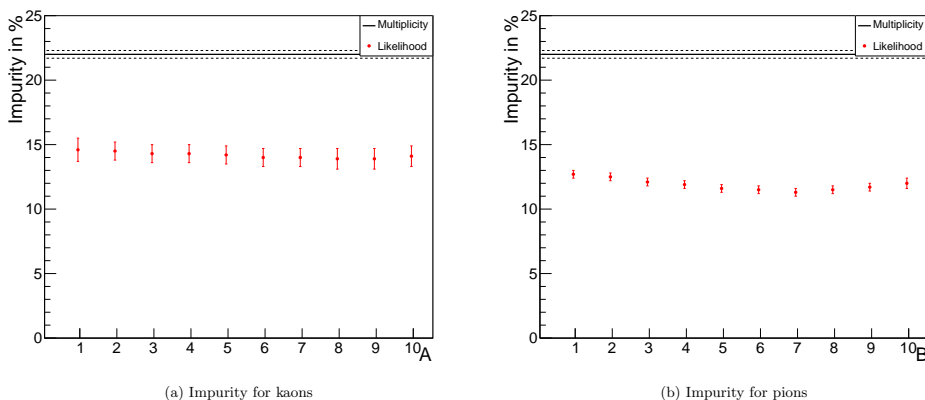 25
20
15
10
5
0
Impurity in %
Multiplicity
Likelihood
1 2 3 4 5 6 7 8 9 10
A
(a) Impurity for kaons
25
20
15
10
5
0
Impurity in %
Multiplicity
Likelihood
1 2 3 4 5 6 7 8 9 10
B
(b) Impurity for pions